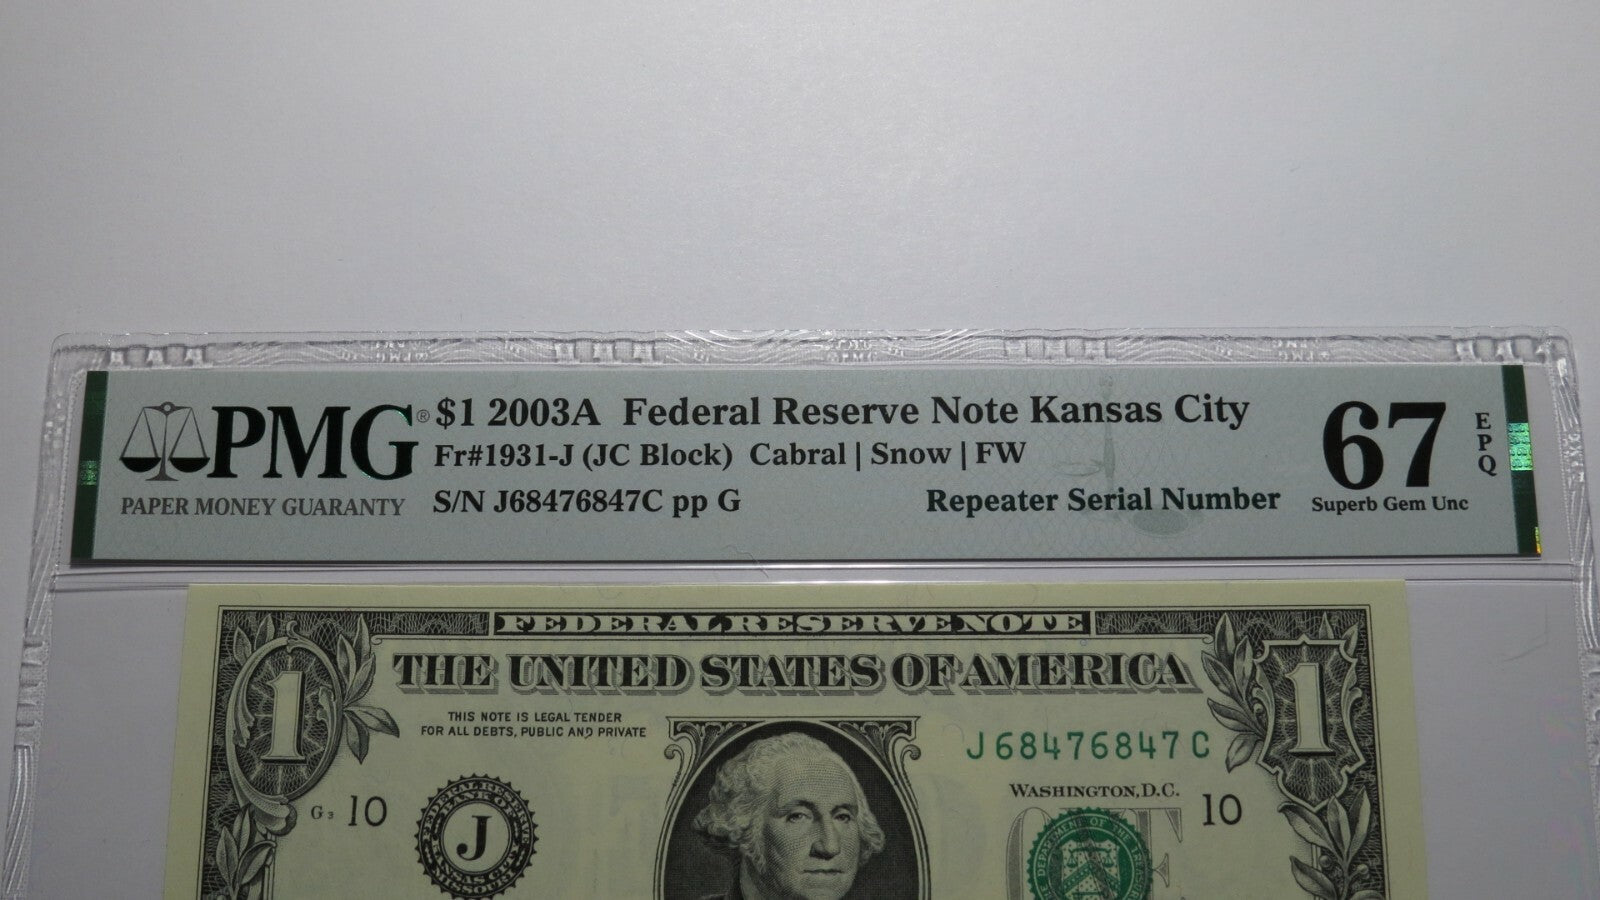 PMG® $1 2003A Federal Reserve Note Kansas City
Fr#1931-J (JC Block) Cabral | Snow | FW
PAPER MONEY GUARANTY
S/N J68476847C pp G
Repeater Serial Number
67 EPQ
Superb Gem Unc
FEDERAL RESERVE NOTE
THE UNITED STATES OF AMERICA
1
1
THIS NOTE IS LEGAL TENDER
FOR ALL DEBTS, PUBLIC AND PRIVATE
J68476847C
WASHINGTON, D.C.
G3 10
10
J